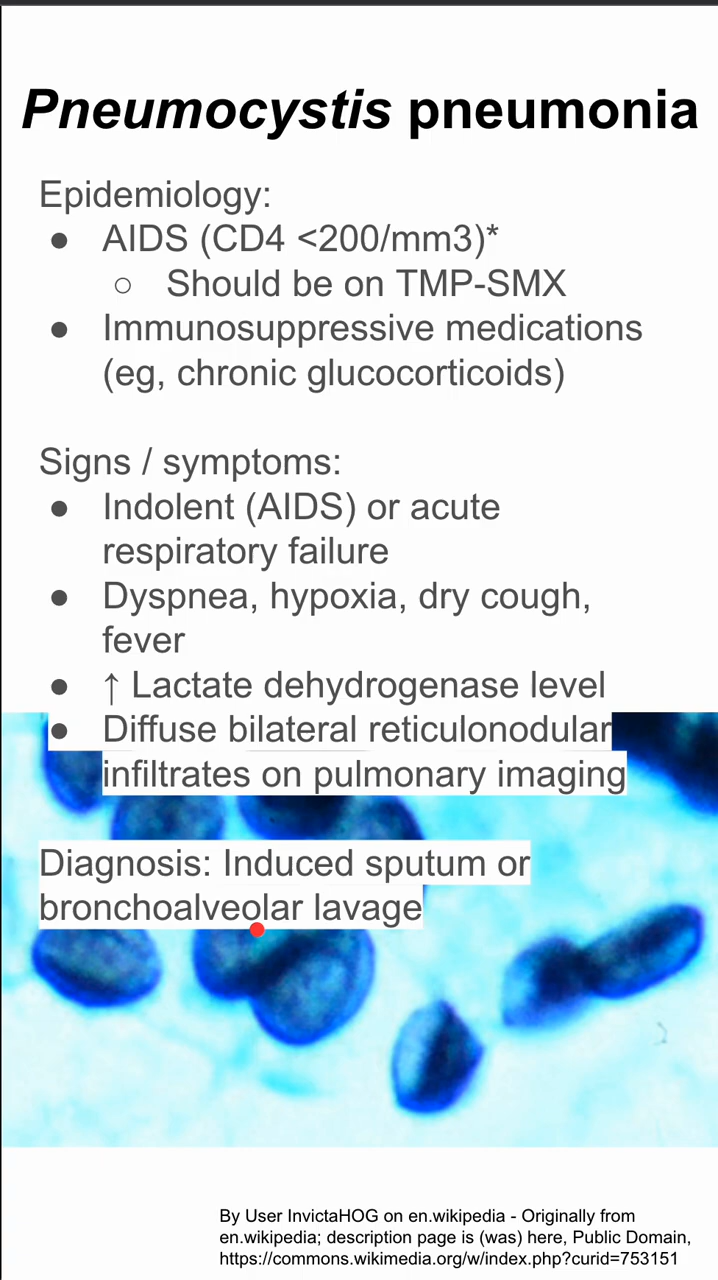 Pneumocystis pneumonia
Epidemiology:
● AIDS (CD4 <200/mm3)*
○ Should be on TMP-SMX
● Immunosuppressive medications
(eg, chronic glucocorticoids)
Signs / symptoms:
● Indolent (AIDS) or acute
respiratory failure
● Dyspnea, hypoxia, dry cough,
fever
● ↑ Lactate dehydrogenase level
● Diffuse bilateral reticulonodular
infiltrates on pulmonary imaging
Diagnosis: Induced sputum or
bronchoalveolar lavage
By User InvictaHOG on en.wikipedia - Originally from
en.wikipedia; description page is (was) here, Public Domain,
https://commons.wikimedia.org/w/index.php?curid=753151